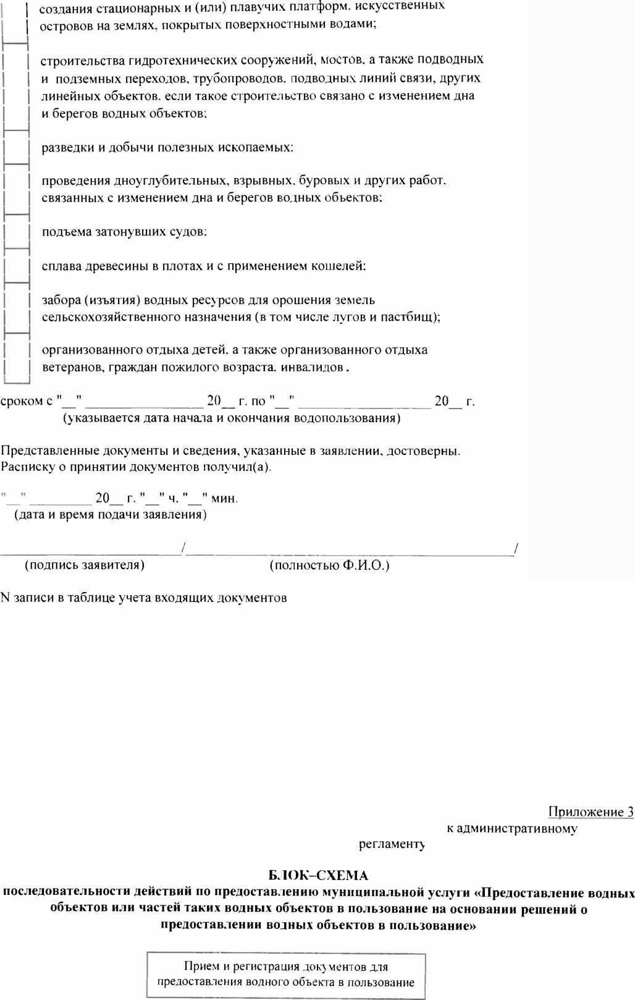 создания стационарных и (или) плавучих платформ. искусственных
островов на землях, покрытых поверхностными водами;
строительства гидротехнических сооружений, мостов, а также подводных
и подземных переходов, трубопроводов. подводных линий связи, других
линейных объектов. если такое строительство связано с изменением дна
и берегов водных объектов;
разведки и добычи полезных ископаемых;
проведения дноуглубительных, взрывных, буровых и других работ.
связанных с изменением дна и берегов водных объектов;
подъема затонувших судов;
сплава древесины в плотах и с применением кошелей;
забора (изъятия) водных ресурсов для орошения земель
сельскохозяйственного назначения (в том числе лугов и пастбищ);
организованного отдыха детей. а также организованного отдыха
ветеранов, граждан пожилого возраста. инвалидов .
сроком с "__" _________________ 20__ г. по "__" ___________________ 20__ г.
(указывается дата начала и окончания водопользования)
Представленные документы и сведения, указанные в заявлении, достоверны.
Расписку о принятии документов получил(а).
"__" _________ 20__ г. "__" ч. "__" мин.
(дата и время подачи заявления)
__________________________/_______________________________________________/
(подпись заявителя) (полностью Ф.И.О.)
N записи в таблице учета входящих документов
Приложение 3
к административному
регламенту
БЛОК–СХЕМА
последовательности действий по предоставлению муниципальной услуги «Предоставление водных
объектов или частей таких водных объектов в пользование на основании решений о
предоставлении водных объектов в пользование»
Прием и регистрация документов для
предоставления водного объекта в пользование